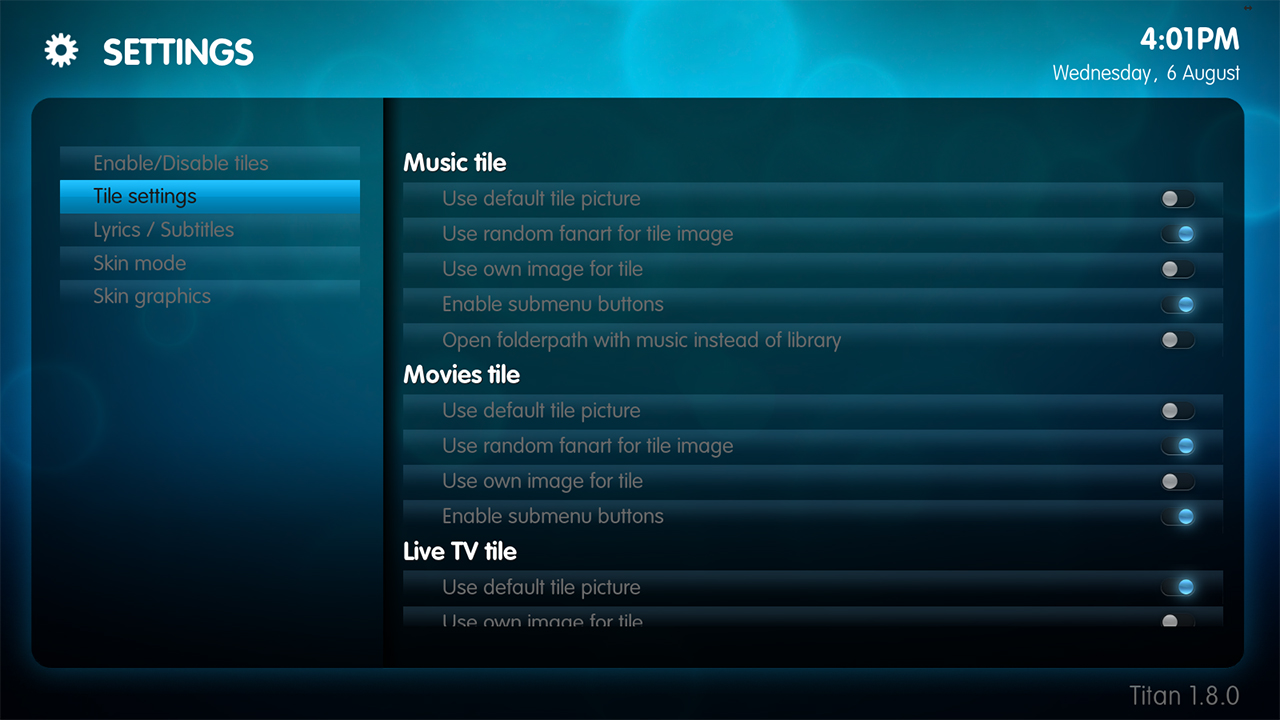 SETTINGS
4:01PM
Wednesday, 6 August
Enable/Disable tiles
Tile settings
Lyrics / Subtitles
Skin mode
Skin graphics
Music tile
Use default tile picture
Use random fanart for tile image
Use own image for tile
Enable submenu buttons
Open folderpath with music instead of library
Movies tile
Use default tile picture
Use random fanart for tile image
Use own image for tile
Enable submenu buttons
Live TV tile
Use default tile picture
Use own image for tile
Titan 1.8.0